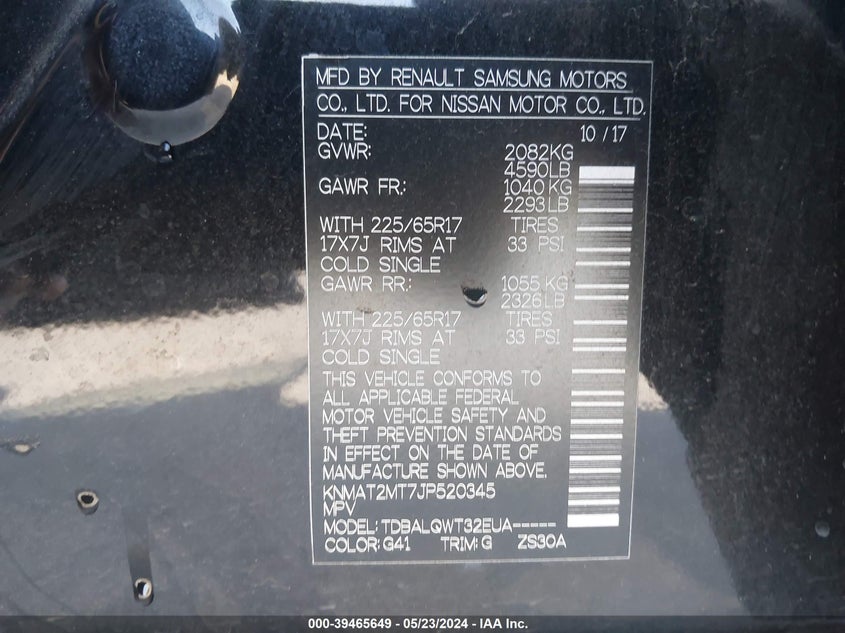 MFD BY RENAULT SAMSUNG MOTORS
CO., LTD. FOR NISSAN MOTOR CO., LTD.
DATE: 10 / 17
GVWR: 2082KG
4590LB
GAWR FR.: 1040 KG
2293 LB
WITH 225/65R17 TIRES
17X7J RIMS AT 33 PSI
COLD SINGLE
GAWR RR.: 1055 KG
2326 LB
WITH 225/65R17 TIRES
17X7J RIMS AT 33 PSI
COLD SINGLE
THIS VEHICLE CONFORMS TO
ALL APPLICABLE FEDERAL
MOTOR VEHICLE SAFETY AND
THEFT PREVENTION STANDARDS
IN EFFECT ON THE DATE OF
MANUFACTURE SHOWN ABOVE.
KNMAT2MT7JP520345
MPV
MODEL: TDBALQWT32EUA-----
COLOR: G41 TRIM: G ZS30A
000-39465649 - 05/23/2024 - IAA Inc.